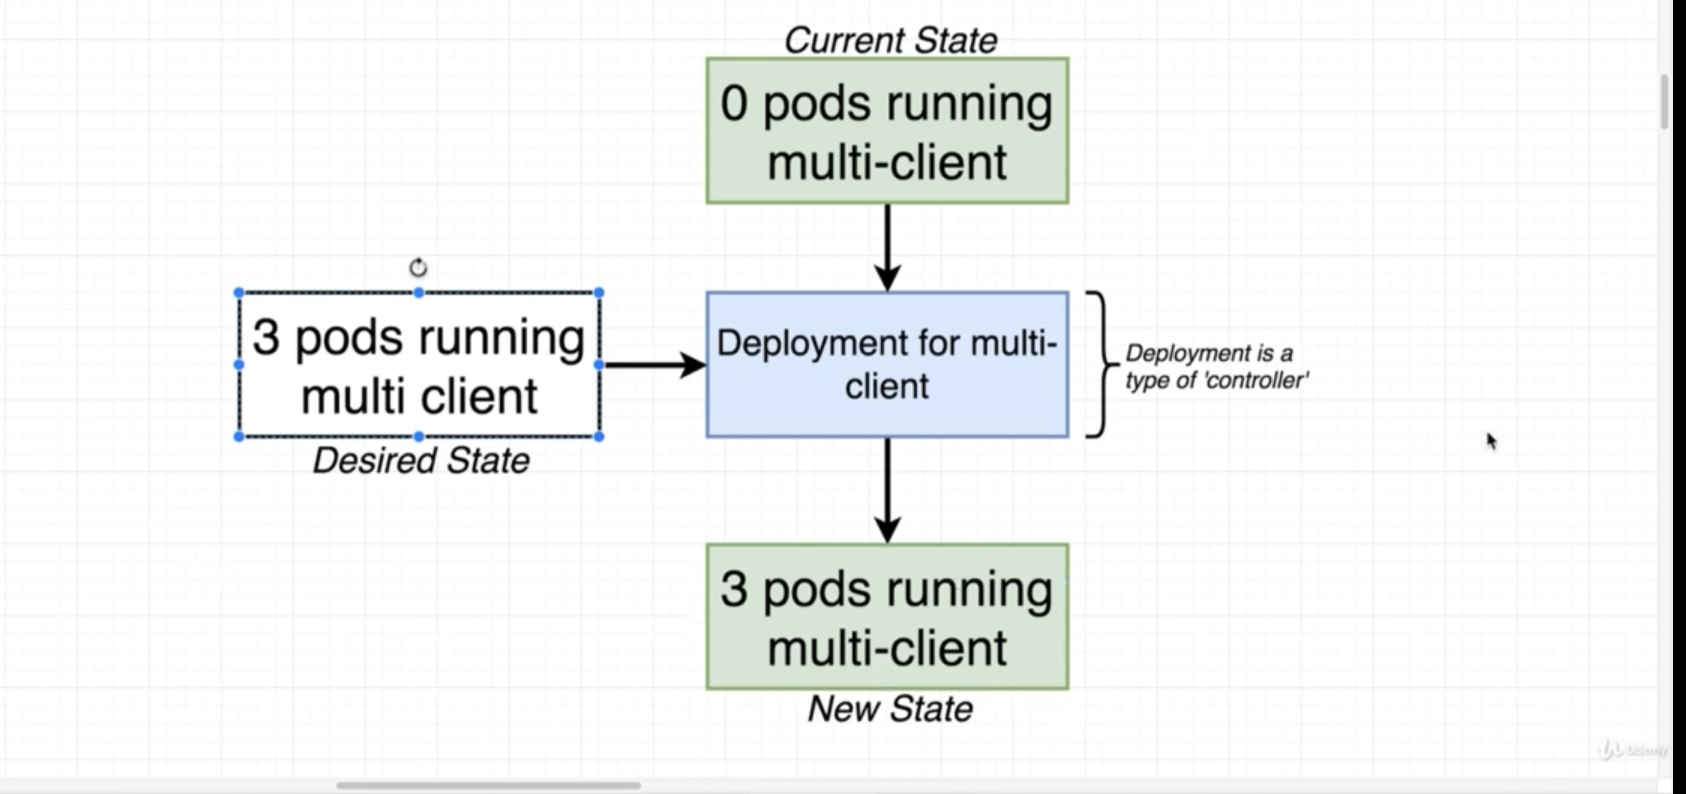 Current State
0 pods running
multi-client
3 pods running
multi client
Desired State
Deployment for multi-
client
Deployment is a
type of 'controller'
3 pods running
multi-client
New State
Udemy